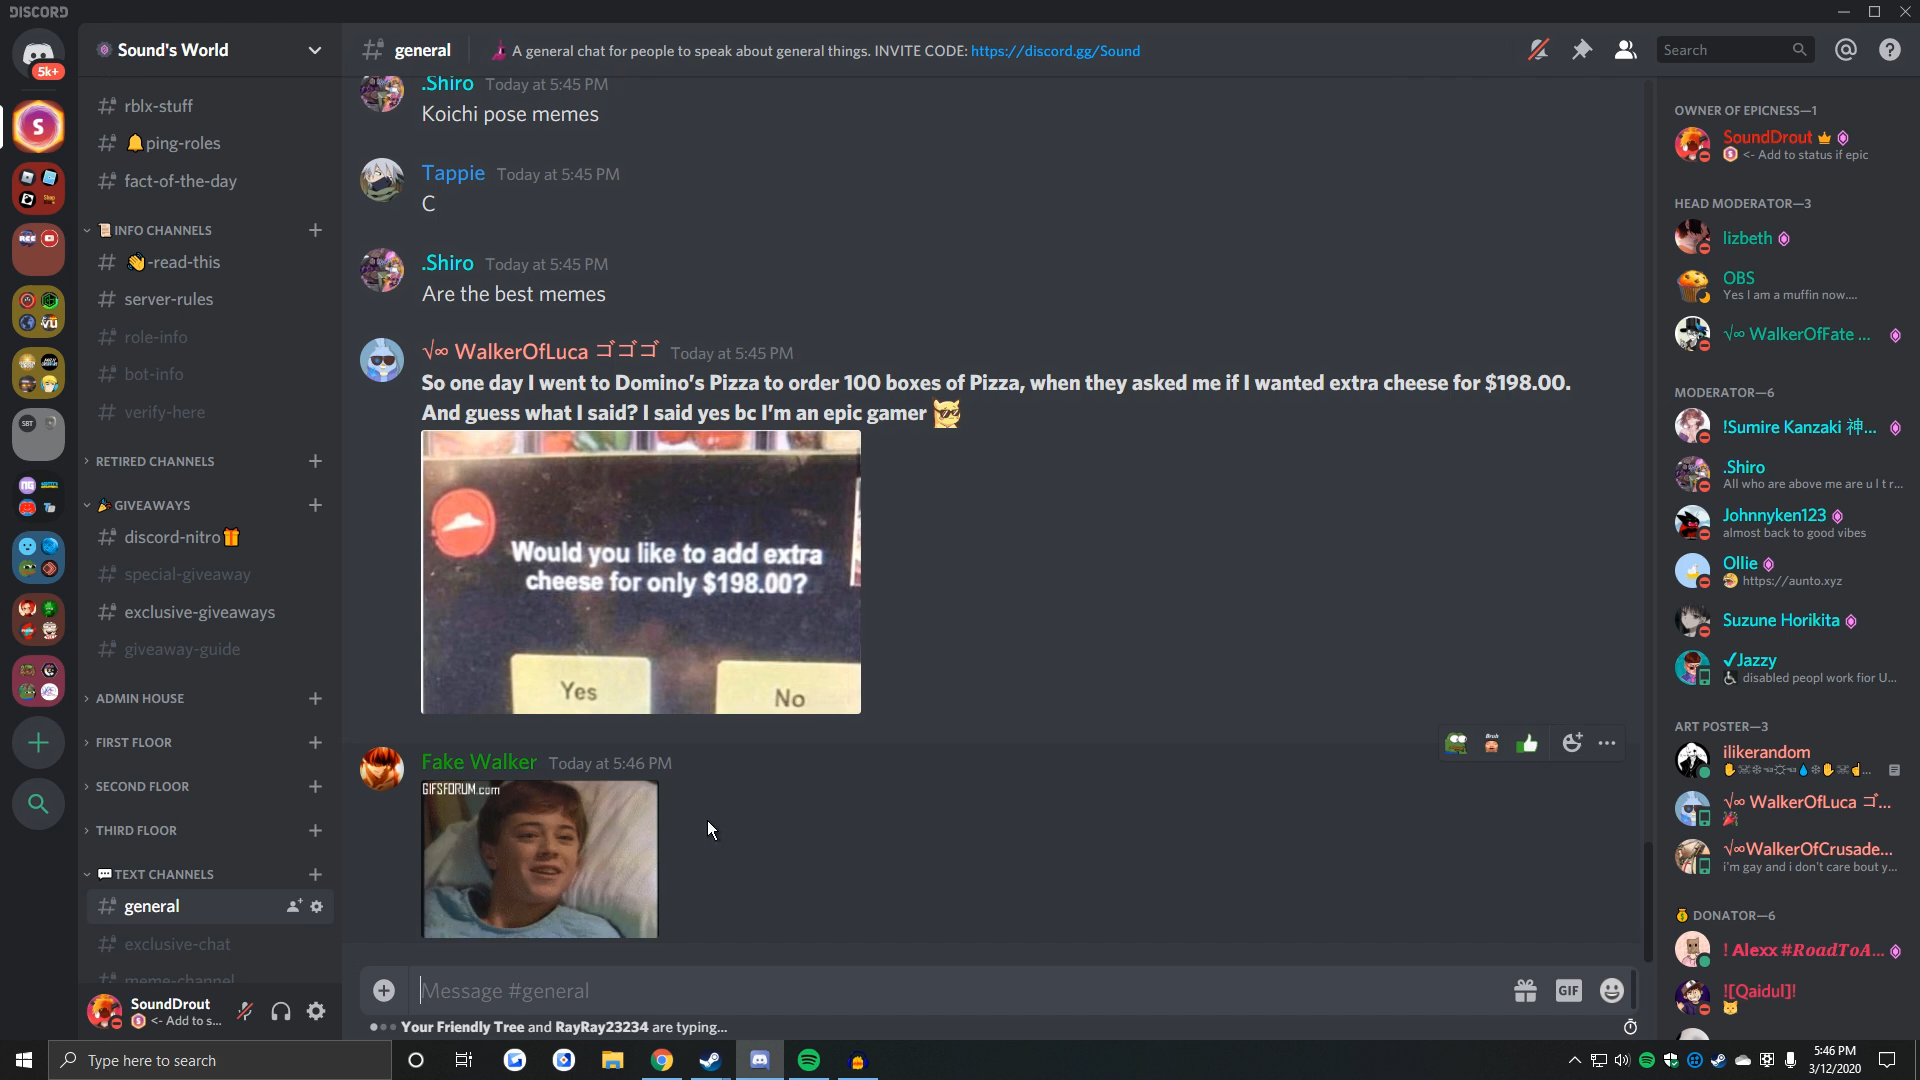 DISCORD
5k+
Sound's World
rblx-stuff
ping-roles
fact-of-the-day
INFO CHANNELS
-read-this
server-rules
role-info
bot-info
verify-here
RETIRED CHANNELS
GIVEAWAYS
discord-nitro
special-giveaway
exclusive-giveaways
giveaway-guide
ADMIN HOUSE
FIRST FLOOR
SECOND FLOOR
THIRD FLOOR
TEXT CHANNELS
general
exclusive-chat
meme-channel
SoundDrout
<- Add to s...
general
A general chat for people to speak about general things. INVITE CODE: https://discord.gg/Sound
Search
.Shiro Today at 5:45 PM
Koichi pose memes
Tappie Today at 5:45 PM
C
.Shiro Today at 5:45 PM
Are the best memes
√∞ WalkerOfLuca ゴゴゴ Today at 5:45 PM
So one day I went to Domino's Pizza to order 100 boxes of Pizza, when they asked me if I wanted extra cheese for $198.00.
And guess what I said? I said yes bc I'm an epic gamer
Would you like to add extra
cheese for only $198.00?
Yes
No
Fake Walker Today at 5:46 PM
GIFSFORUM.com
Bruh
Message #general
GIF
Your Friendly Tree and RayRay23234 are typing...
OWNER OF EPICNESS—1
SoundDrout
<- Add to status if epic
HEAD MODERATOR—3
lizbeth
OBS
Yes I am a muffin now....
√∞ WalkerOfFate ...
MODERATOR—6
!Sumire Kanzaki 神...
.Shiro
All who are above me are u l t r...
Johnnyken123
almost back to good vibes
Ollie
https://aunto.xyz
Suzune Horikita
✓Jazzy
disabled peopl work fior U...
ART POSTER—3
ilikerandom
√∞ WalkerOfLuca ゴ...
√∞WalkerOfCrusade...
i'm gay and i don't care bout y...
DONATOR—6
! Alexx #RoadToA...
![Qaidul]!
Type here to search
5:46 PM
3/12/2020